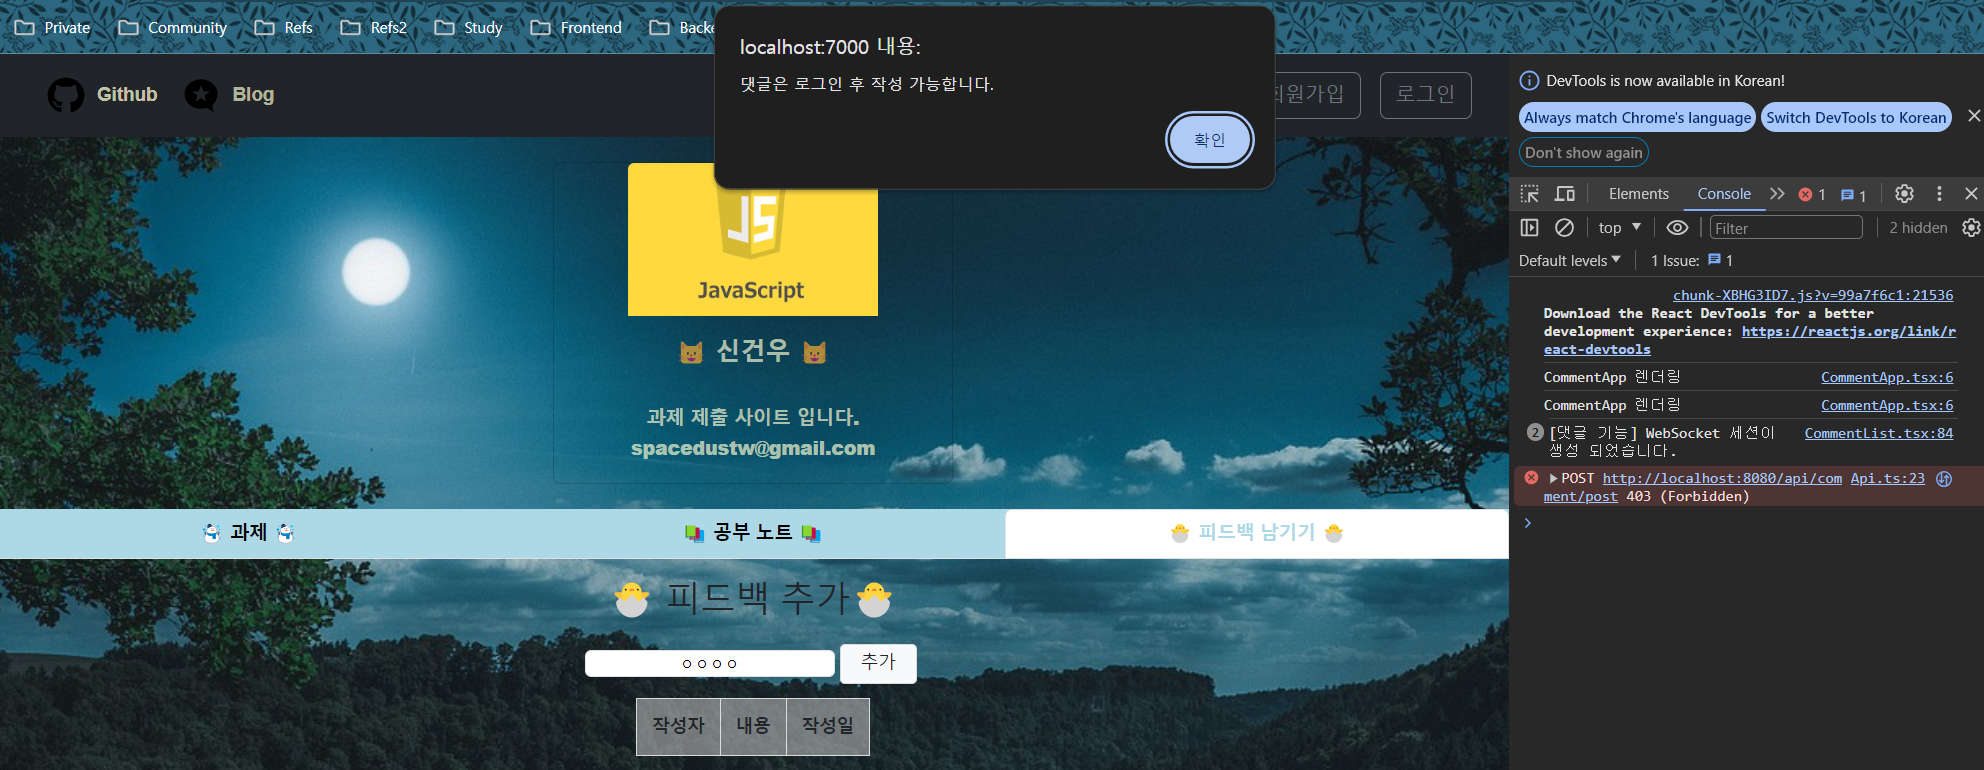 Private Community Refs Refs2 Study Frontend
localhost:7000 내용:
댓글은 로그인 후 작성 가능합니다.
확인
Github Blog
로그인
JS
JavaScript
😺 신건우 😺
과제 제출 사이트 입니다.
spacedustw@gmail.com
⛄ 과제 ⛄
📚 공부 노트 📚
🐣 피드백 남기기 🐣
🐣 피드백 추가🐣
ㅇㅇㅇㅇ
추가
작성자 내용 작성일
DevTools is now available in Korean!
Always match Chrome's language Switch DevTools to Korean
Don't show again
Elements Console 1 1
top Filter 2 hidden
Default levels 1 Issue: 1
chunk-XBHG3ID7.js?v=99a7f6c1:21536
Download the React DevTools for a better
development experience: https://reactjs.org/link/r
eact-devtools
CommentApp 렌더링 CommentApp.tsx:6
CommentApp 렌더링 CommentApp.tsx:6
2 [댓글 기능] WebSocket 세션이 CommentList.tsx:84
생성 되었습니다.
POST http://localhost:8080/api/com Api.ts:23
ment/post 403 (Forbidden)